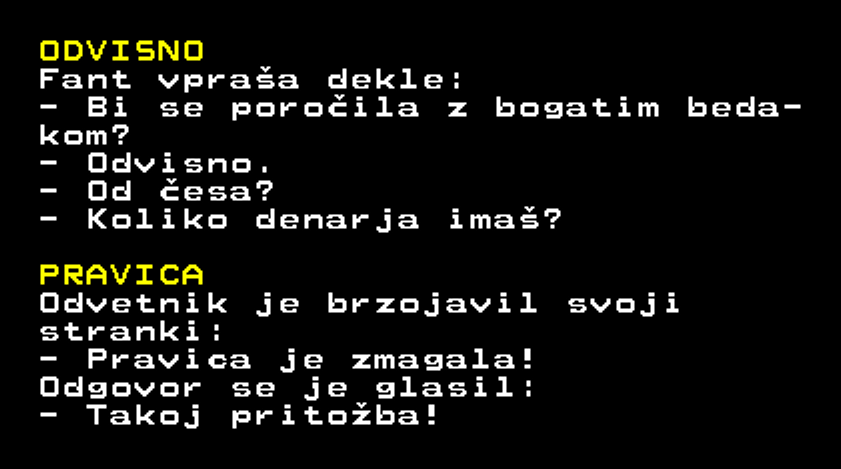 ODVISNO
Fant vpraša dekle:
- Bi se poročila z bogatim beda-
kom?
- Odvisno.
- Od česa?
- Koliko denarja imaš?
PRAVICA
Odvetnik je brzojavil svoji
stranki:
- Pravica je zmagala!
Odgovor se je glasil:
- Takoj pritožba!